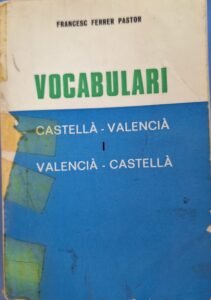 FRANCESC FERRER PASTOR
VOCABULARI
CASTELLÀ - VALENCIÀ
I
VALENCIÀ - CASTELLÀ